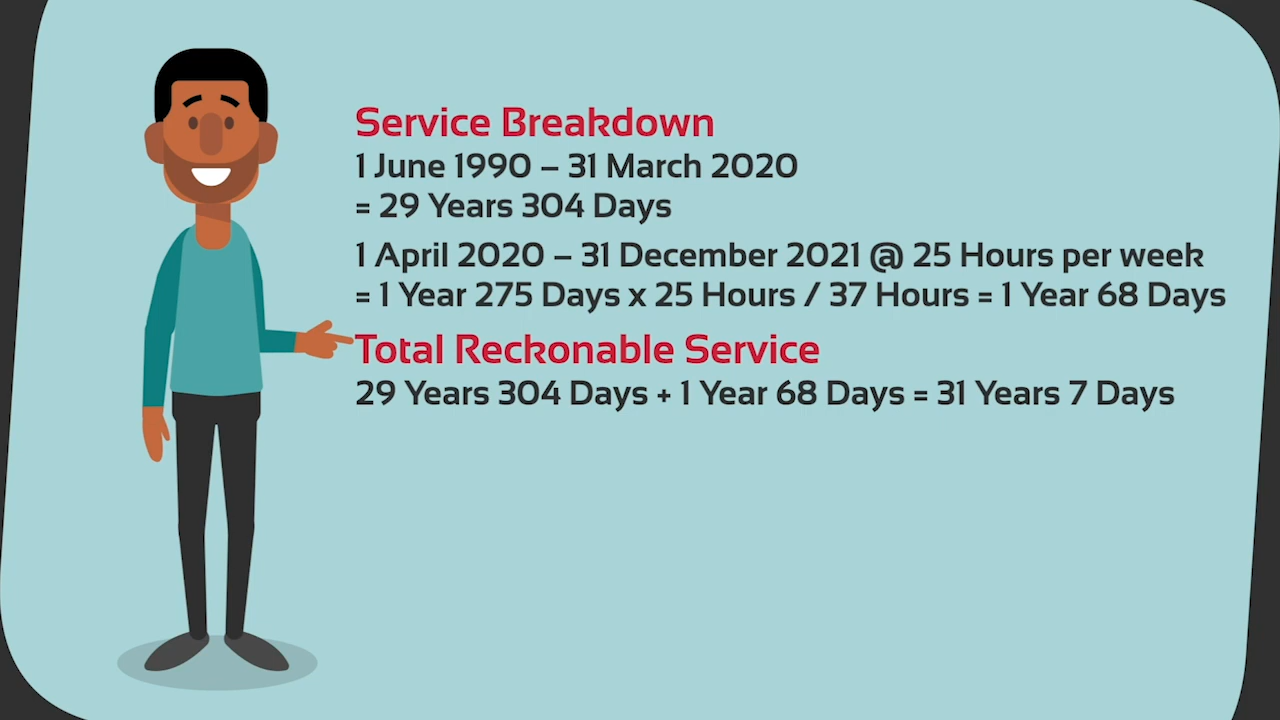 Service Breakdown
1 June 1990 – 31 March 2020
= 29 Years 304 Days
1 April 2020 – 31 December 2021 @ 25 Hours per week
= 1 Year 275 Days x 25 Hours / 37 Hours = 1 Year 68 Days
Total Reckonable Service
29 Years 304 Days + 1 Year 68 Days = 31 Years 7 Days